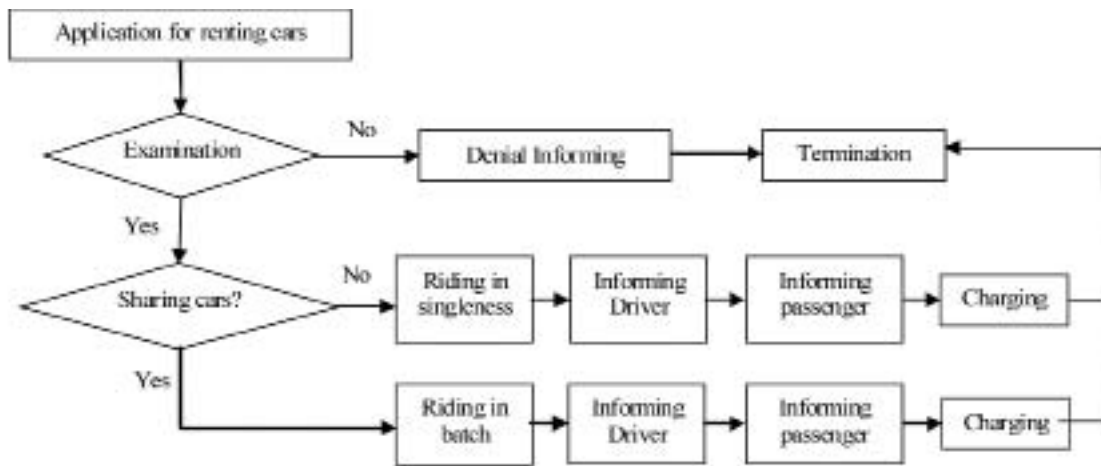 Application for renting cars
No
Examination
Denial Informing
Termination
Yes
No
Sharing cars?
Riding in
singleness
Informing
Driver
Informing
passenger
Charging
Yes
Riding in
batch
Informing
Driver
Informing
passenger
Charging